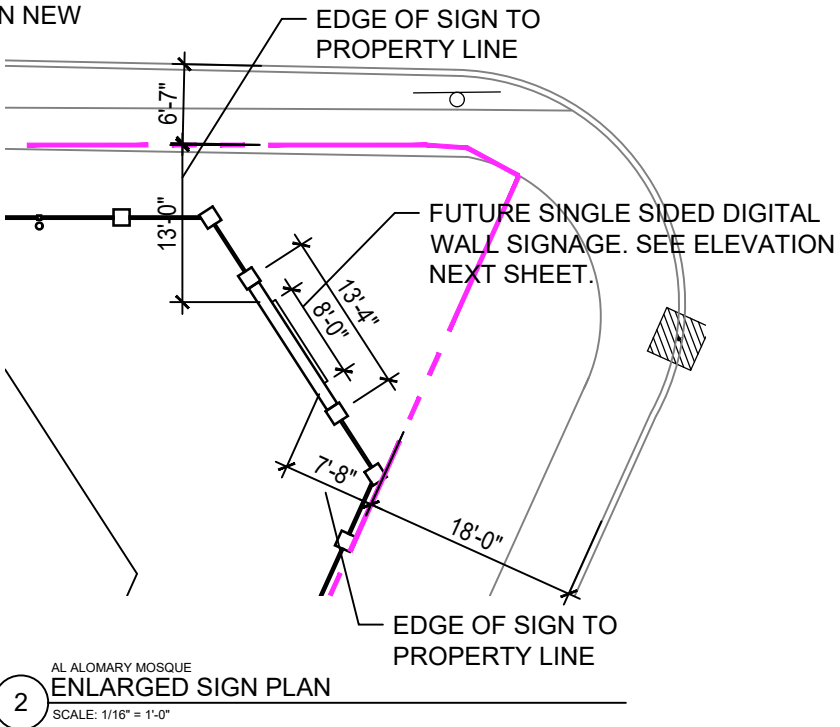 N NEW
EDGE OF SIGN TO
PROPERTY LINE
6'-7"
13'-0"
FUTURE SINGLE SIDED DIGITAL
WALL SIGNAGE. SEE ELEVATION
NEXT SHEET.
13'-4"
8'-0"
7'-8"
18'-0"
EDGE OF SIGN TO
PROPERTY LINE
2
AL ALOMARY MOSQUE
ENLARGED SIGN PLAN
SCALE: 1/16" = 1'-0"